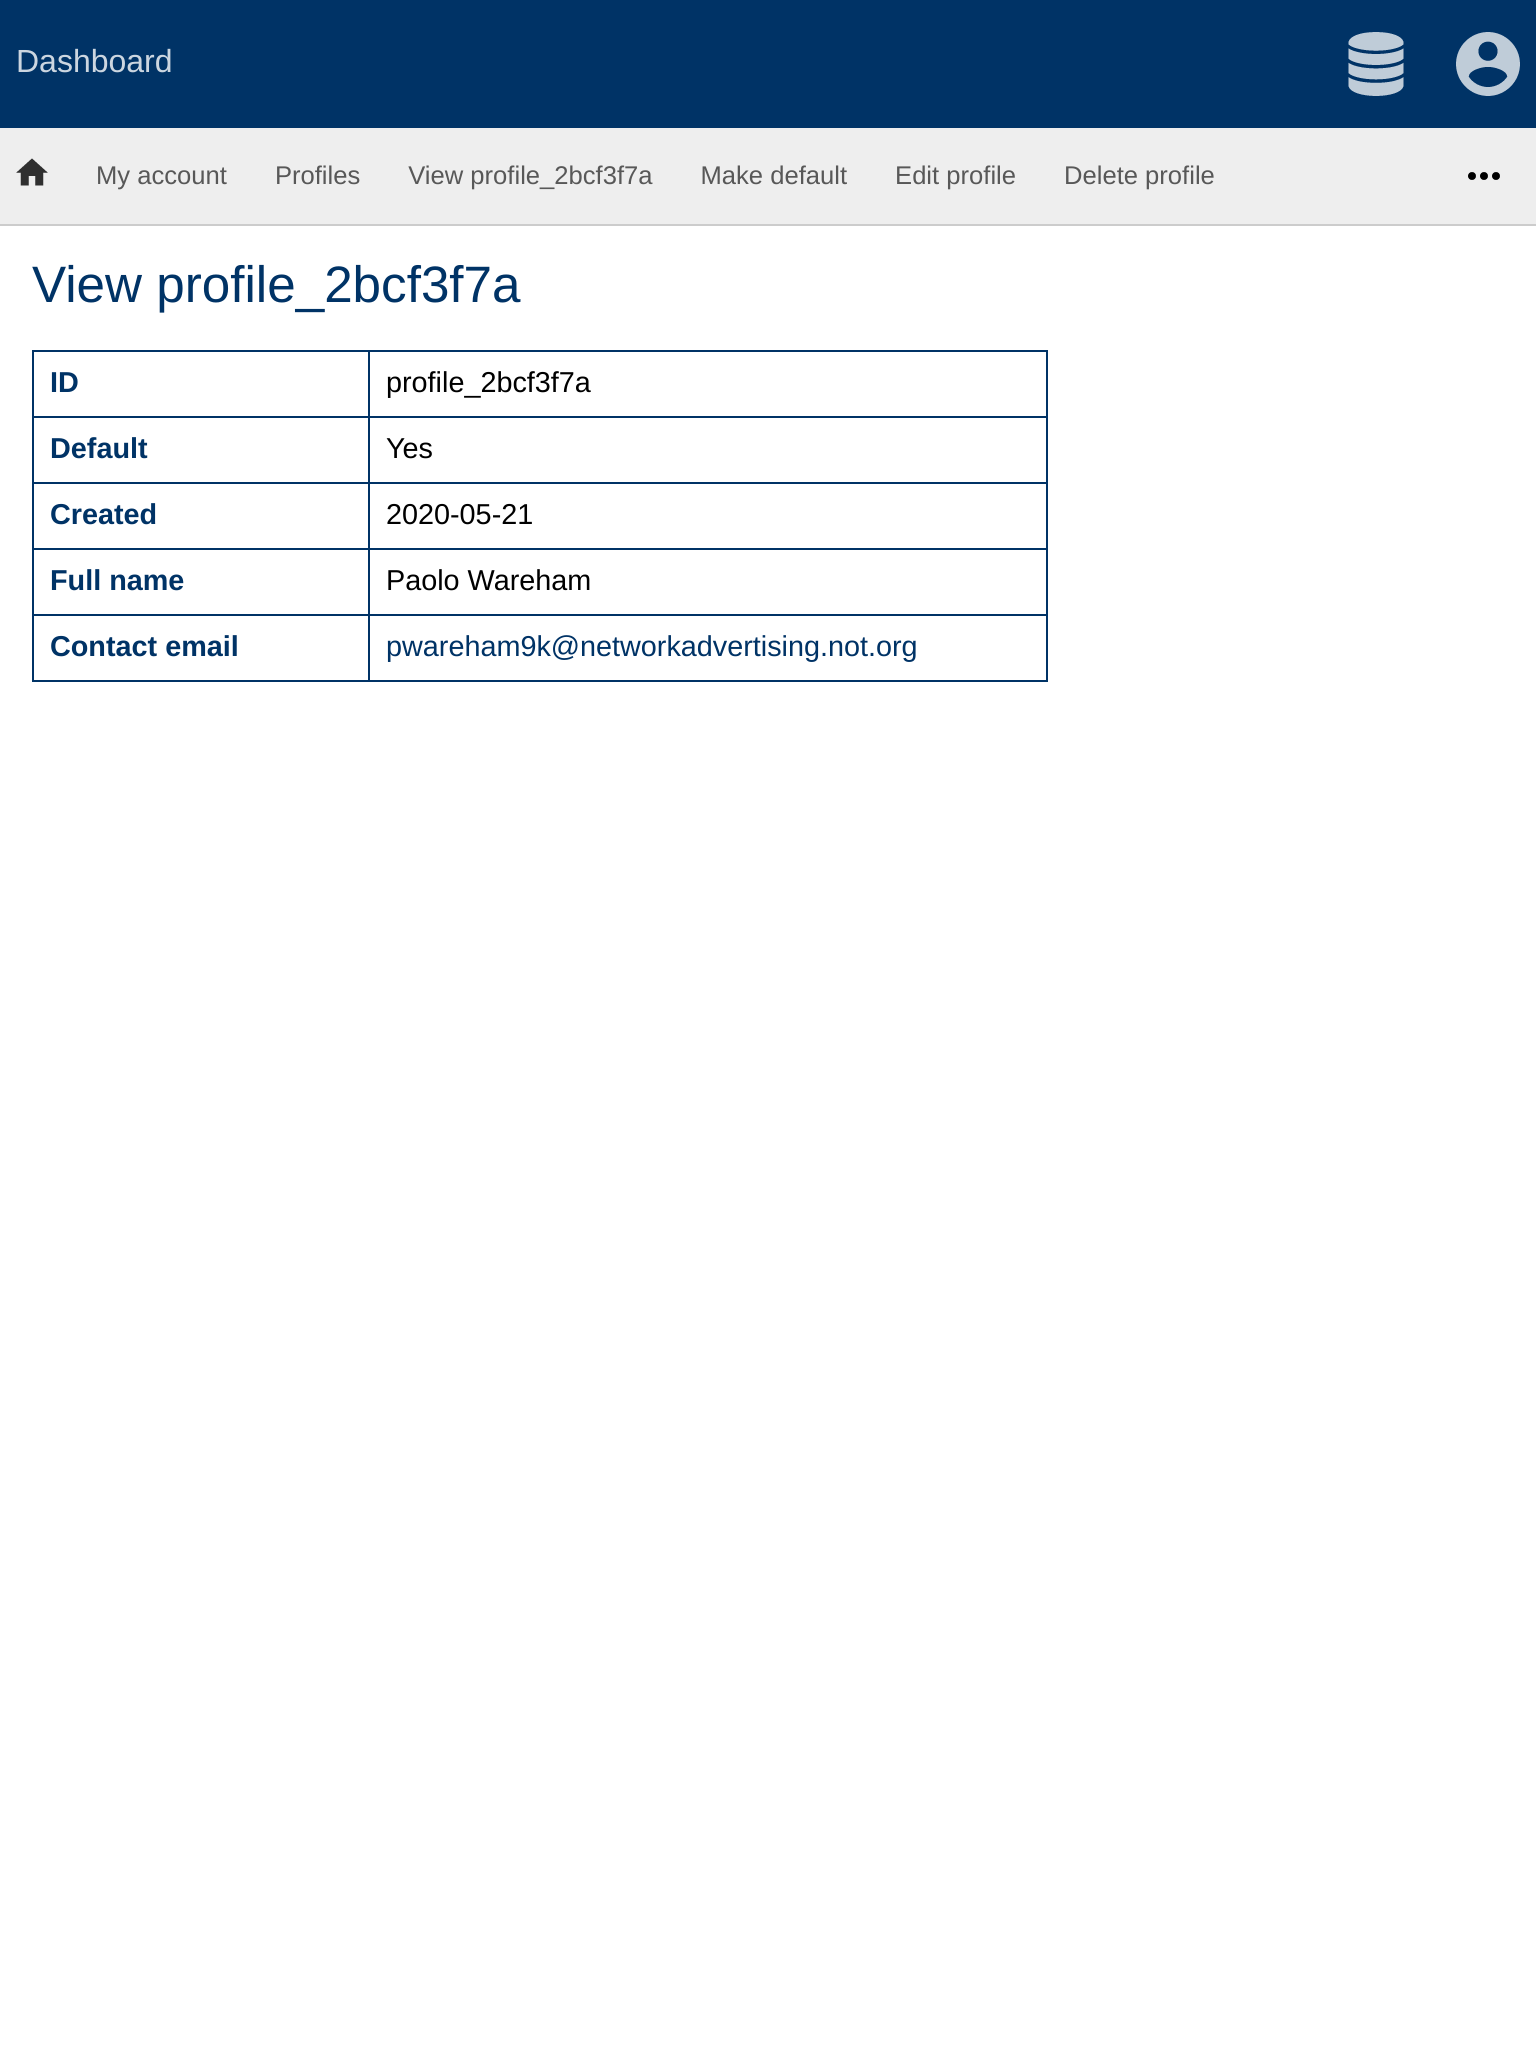 Dashboard
My account Profiles View profile_2bcf3f7a Make default Edit profile Delete profile
View profile_2bcf3f7a
ID profile_2bcf3f7a
Default Yes
Created 2020-05-21
Full name Paolo Wareham
Contact email pwareham9k@networkadvertising.not.org